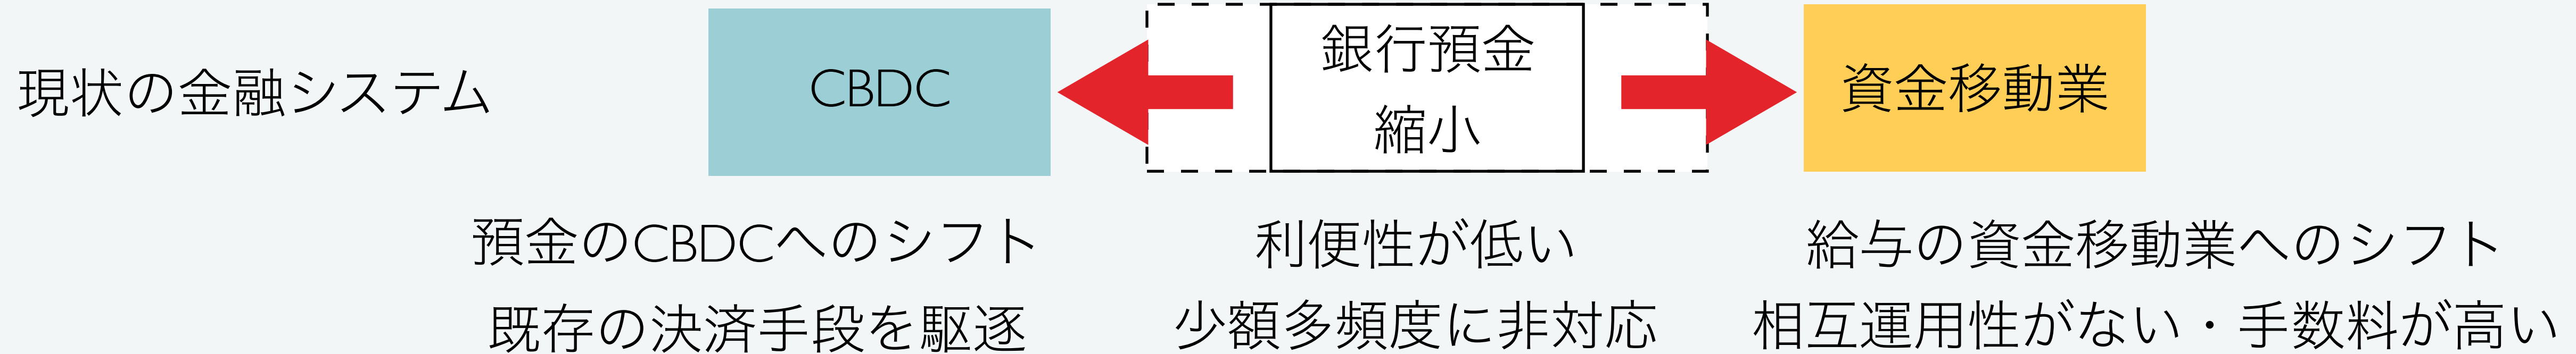 現状の金融システム
CBDC
銀行預金
縮小
資金移動業
預金のCBDCへのシフト
既存の決済手段を駆逐
利便性が低い
少額多頻度に非対応
給与の資金移動業へのシフト
相互運用性がない・手数料が高い